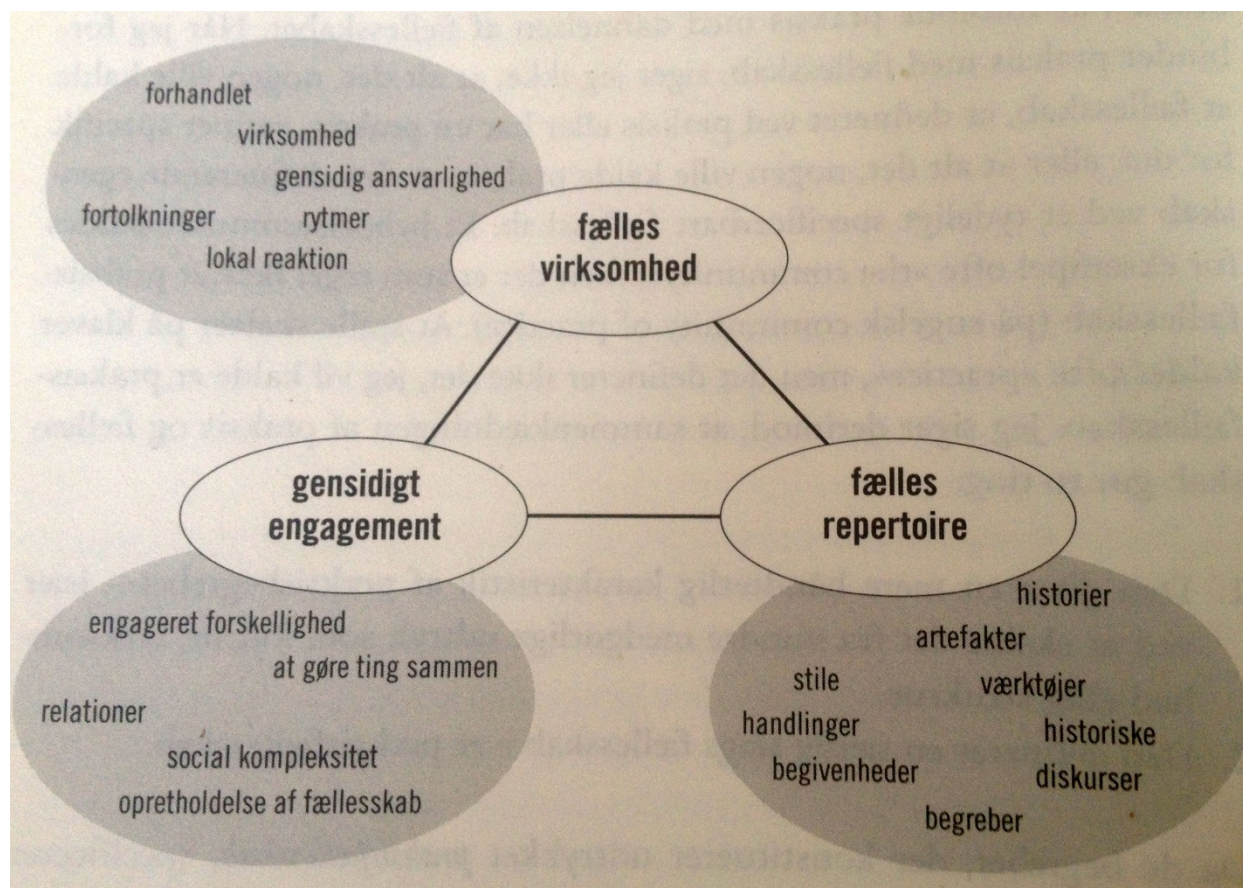 forhandlet
virksomhed
gensidig ansvarlighed
fortolkninger rytmer
lokal reaktion
fælles
virksomhed
gensidigt
engagement
fælles
repertoire
engageret forskellighed
at gøre ting sammen
relationer
social kompleksitet
opretholdelse af fællesskab
historier
artefakter
stile værktøjer
handlinger historiske
begivenheder diskurser
begreber